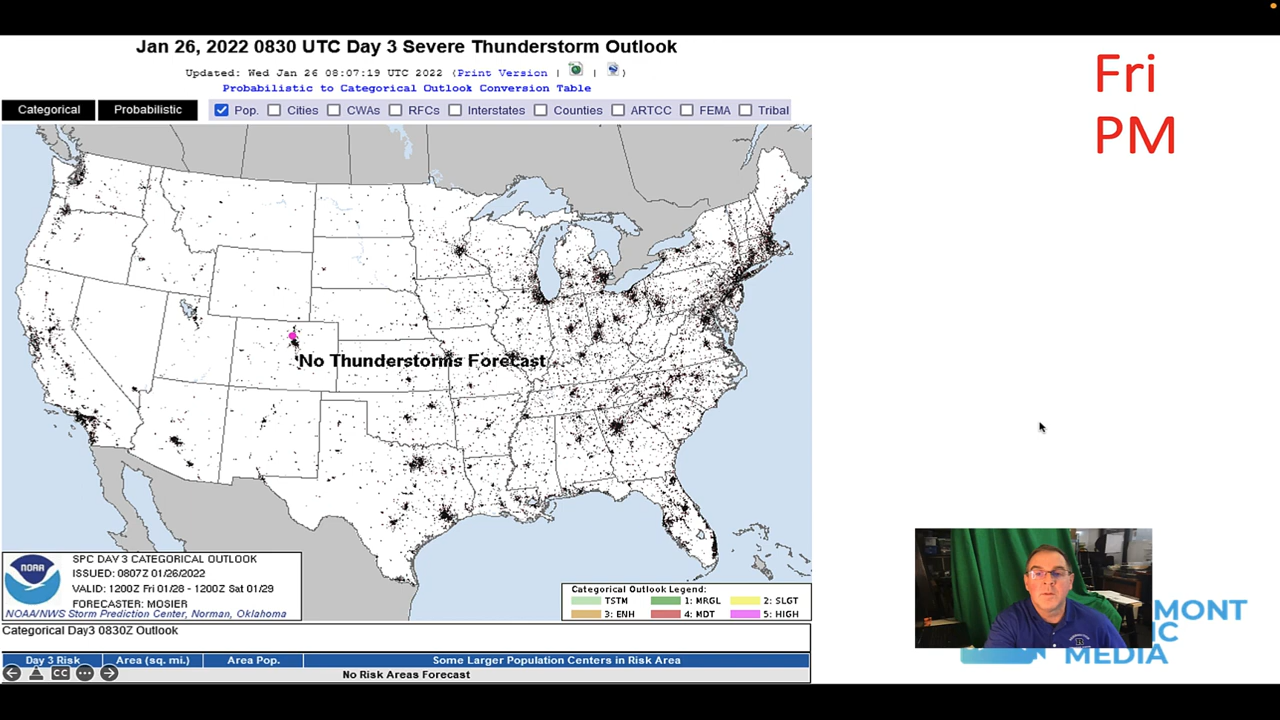 Jan 26, 2022 0830 UTC Day 3 Severe Thunderstorm Outlook
Updated: Wed Jan 26 08:07:19 UTC 2022 (Print Version | | )
Probabilistic to Categorical Outlook Conversion Table
Categorical Probabilistic Pop. Cities CWAs RFCs Interstates Counties ARTCC FEMA Tribal
Fri
PM
No Thunderstorms Forecast
NOAA
SPC DAY 3 CATEGORICAL OUTLOOK
ISSUED: 0807Z 01/26/2022
VALID: 1200Z Fri 01/28 - 1200Z Sat 01/29
FORECASTER: MOSIER
NOAA/NWS Storm Prediction Center, Norman, Oklahoma
Categorical Outlook Legend:
TSTM 1: MRGL 2: SLGT
3: ENH 4: MDT 5: HIGH
Categorical Day3 0830Z Outlook
Day 3 Risk Area (sq. mi.) Area Pop. Some Larger Population Centers in Risk Area
No Risk Areas Forecast
CC
MONT
IC
MEDIA